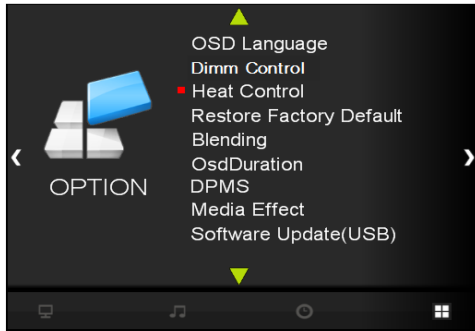 OSD Language
Dimm Control
Heat Control
Restore Factory Default
Blending
OsdDuration
DPMS
Media Effect
Software Update(USB)
OPTION